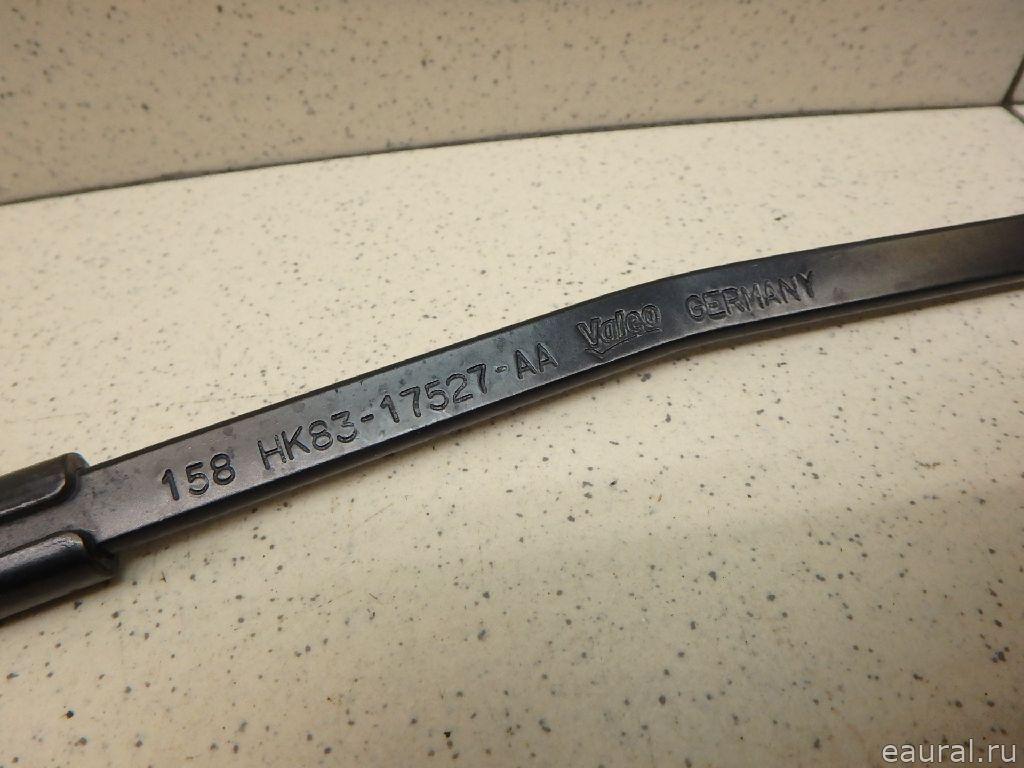 158 HK83-17527-AA Valeo GERMANY
eaural.ru